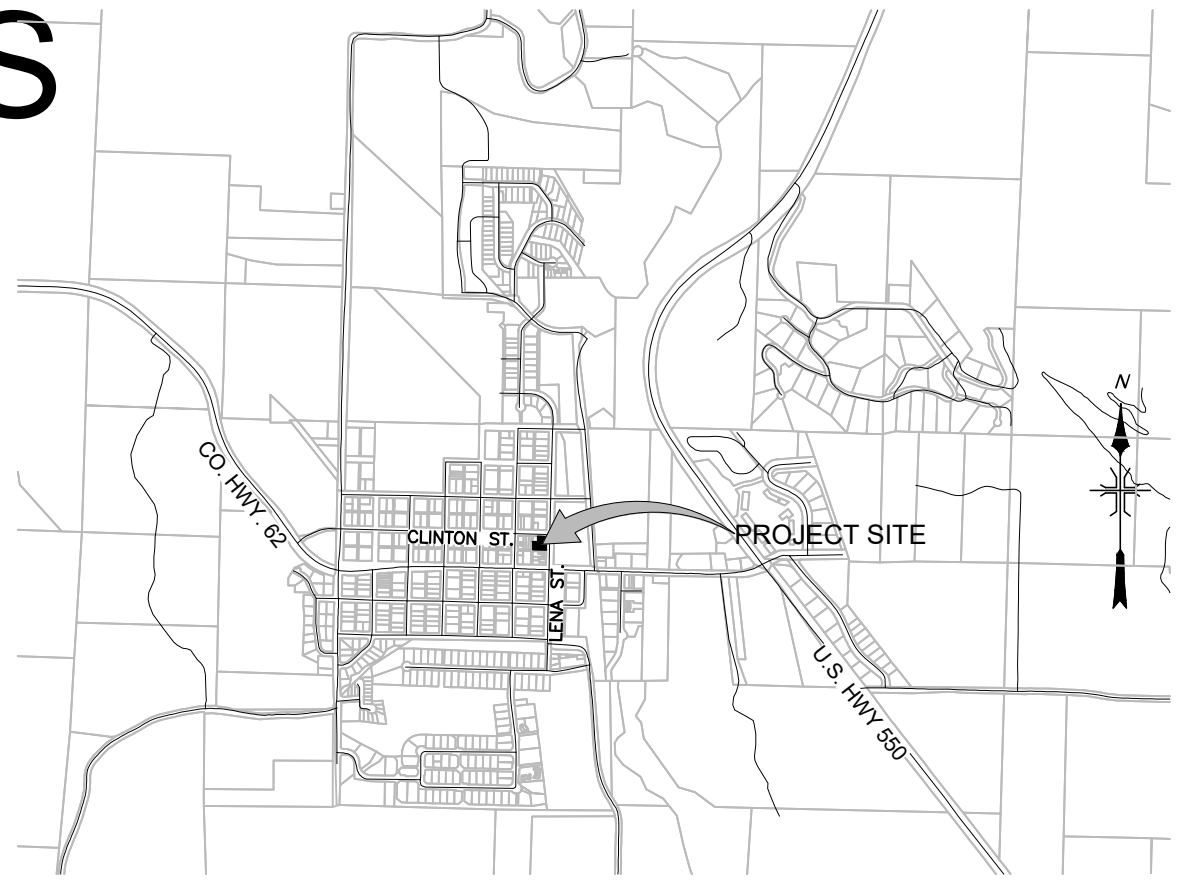 S
N
CO. HWY. 62
CLINTON ST.
PROJECT SITE
LENA ST.
U.S. HWY 550